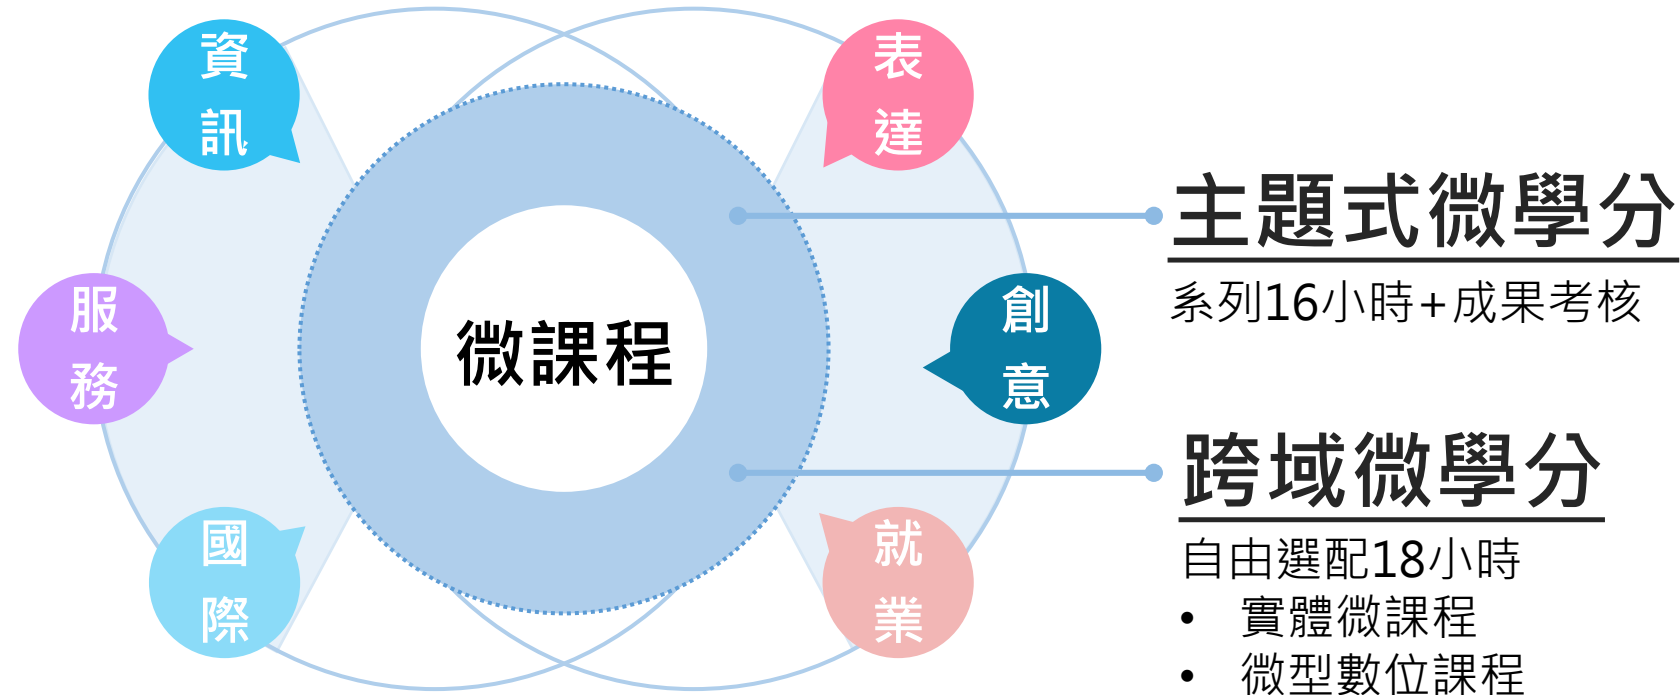 資訊
表達
服務
微課程
創意
國際
就業
主題式微學分
系列16小時+成果考核
跨域微學分
自由選配18小時
• 實體微課程
• 微型數位課程